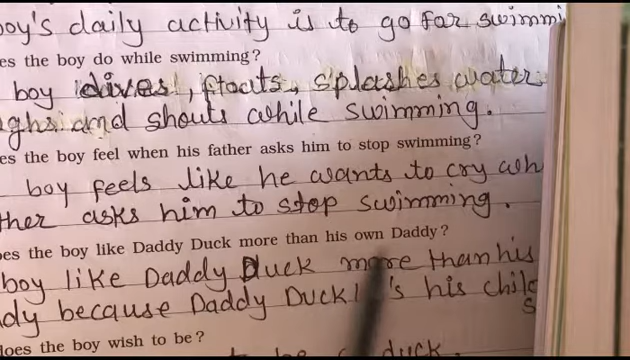 boy's daily activity is to go for swimmi
es the boy do while swimming?
boy dives, floats, splashes water
ghs and shouts while swimming.
es the boy feel when his father asks him to stop swimming?
boy feels like he wants to cry wh
ther asks him to stop swimming.
oes the boy like Daddy Duck more than his own Daddy?
boy like Daddy Duck more than his
dy because Daddy Duck 's his child
does the boy wish to be?
duck